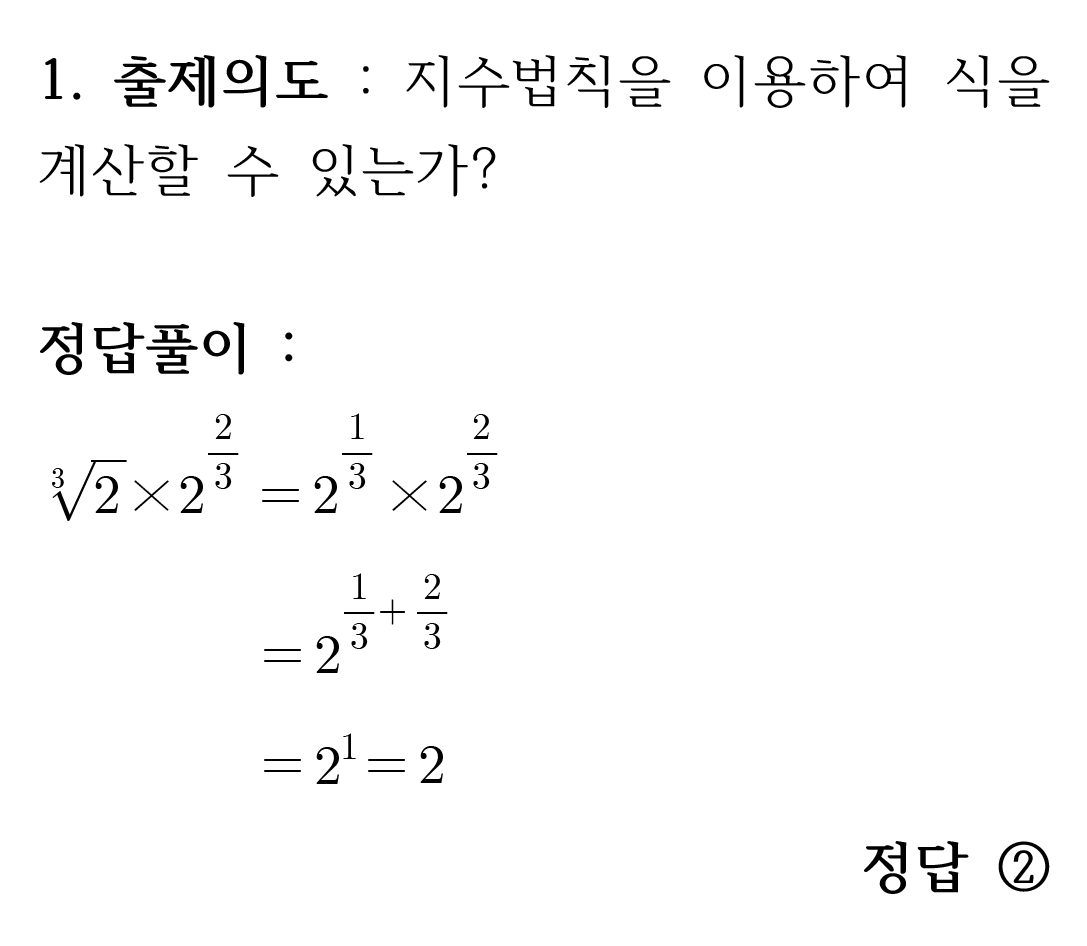 1. 출제의도 : 지수법칙을 이용하여 식을
계산할 수 있는가?
정답풀이 :
$\sqrt[3]{2} \times 2^{\frac{2}{3}} = 2^{\frac{1}{3}} \times 2^{\frac{2}{3}}$
$= 2^{\frac{1}{3} + \frac{2}{3}}$
$= 2^1 = 2$
정답 ②